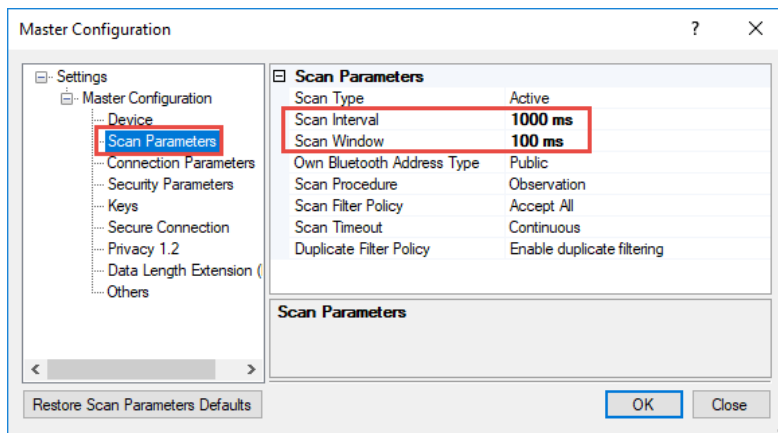 Master Configuration
Settings
Master Configuration
Device
Scan Parameters
Connection Parameters
Security Parameters
Keys
Secure Connection
Privacy 1.2
Data Length Extension (
Others
Scan Parameters
Scan Type Active
Scan Interval 1000 ms
Scan Window 100 ms
Own Bluetooth Address Type Public
Scan Procedure Observation
Scan Filter Policy Accept All
Scan Timeout Continuous
Duplicate Filter Policy Enable duplicate filtering
Scan Parameters
Restore Scan Parameters Defaults
OK
Close